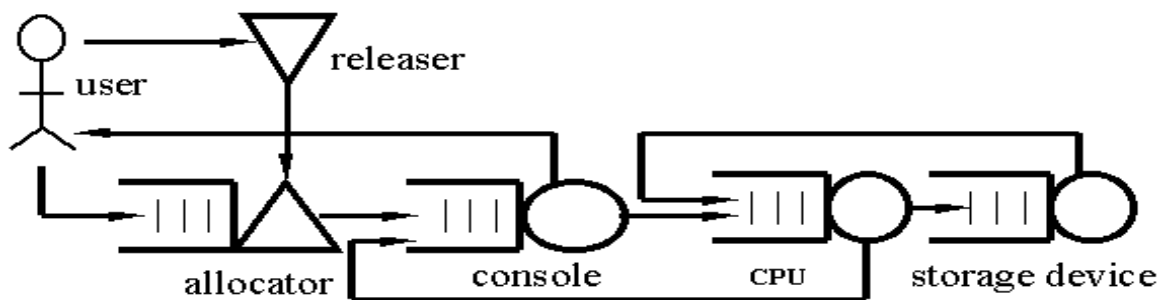 releaser
user
allocator
console
CPU
storage device